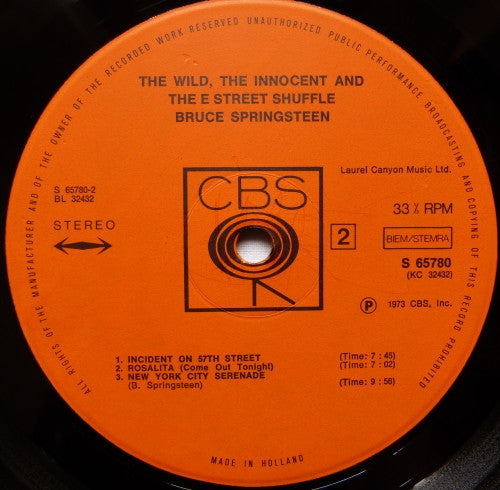 ALL RIGHTS OF THE MANUFACTURER AND OF THE OWNER OF THE RECORDED WORK RESERVED UNAUTHORIZED PUBLIC PERFORMANCE BROADCASTING AND COPYING OF THIS RECORD PROHIBITED
THE WILD, THE INNOCENT AND
THE E STREET SHUFFLE
BRUCE SPRINGSTEEN
Laurel Canyon Music Ltd.
S 65780-2
BL 32432
CBS
STEREO
33⅓ RPM
2
BIEM/STEMRA
S 65780
(KC 32432)
P 1973 CBS, Inc.
1. INCIDENT ON 57TH STREET (Time: 7 : 45)
2. ROSALITA (Come Out Tonight) (Time: 7 : 02)
3. NEW YORK CITY SERENADE (Time: 9 : 56)
(B. Springsteen)
MADE IN HOLLAND